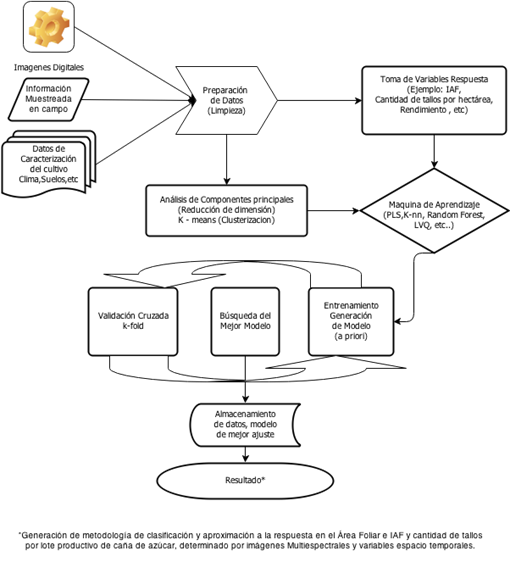 Imagenes Digitales
Información
Muestreada
en campo
Datos de
Caracterización
del cultivo
Clima,Suelos,etc
Preparación
de Datos
(Limpieza)
Toma de Variables Respuesta
(Ejemplo: IAF,
Cantidad de tallos por hectárea,
Rendimiento , etc)
Análisis de Componentes principales
(Reducción de dimensión)
K - means (Clusterizacion)
Maquina de Aprendizaje
(PLS,K-nn, Random Forest,
LVQ, etc..)
Validación Cruzada
k-fold
Búsqueda del
Mejor Modelo
Entrenamiento
Generación
de Modelo
(a priori)
Almacenamiento
de datos, modelo
de mejor ajuste
Resultado*
*Generación de metodología de clasificación y aproximación a la respuesta en el Área Foliar e IAF y cantidad de tallos
por lote productivo de caña de azúcar, determinado por imágenes Multiespectrales y variables espacio temporales.